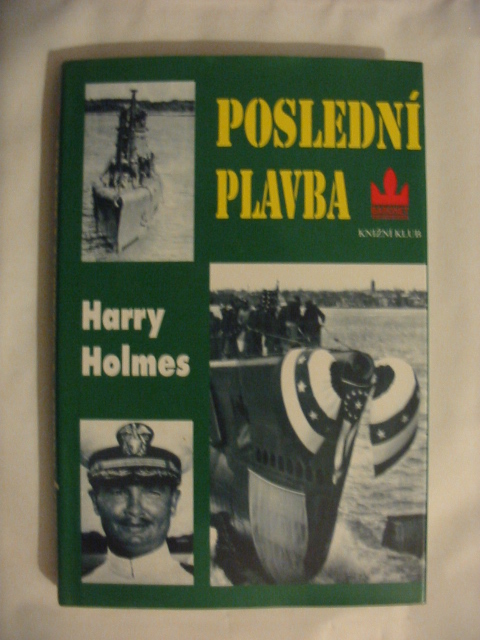 POSLEDNÍ
PLAVBA
KNIŽNÍ KLUB
Harry
Holmes